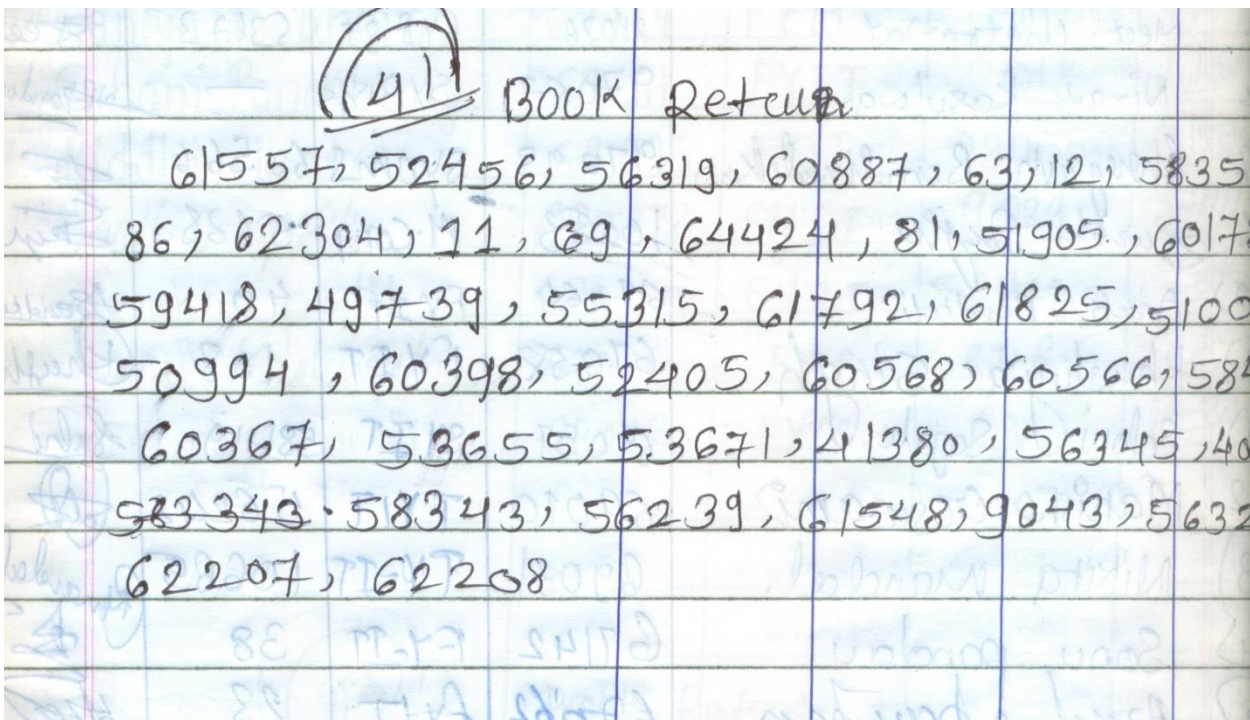 41 Book Return
61557, 52456, 56319, 60887, 63, 12, 5835
86, 62304, 11, 69, 64424, 81, 51905, 6017
59418, 49739, 55315, 61792, 61825, 5100
50994, 60398, 52405, 60568, 60566, 584
60367, 53655, 53671, 41380, 56345, 40
583343. 58343, 56239, 61548, 9043, 5632
62207, 62208